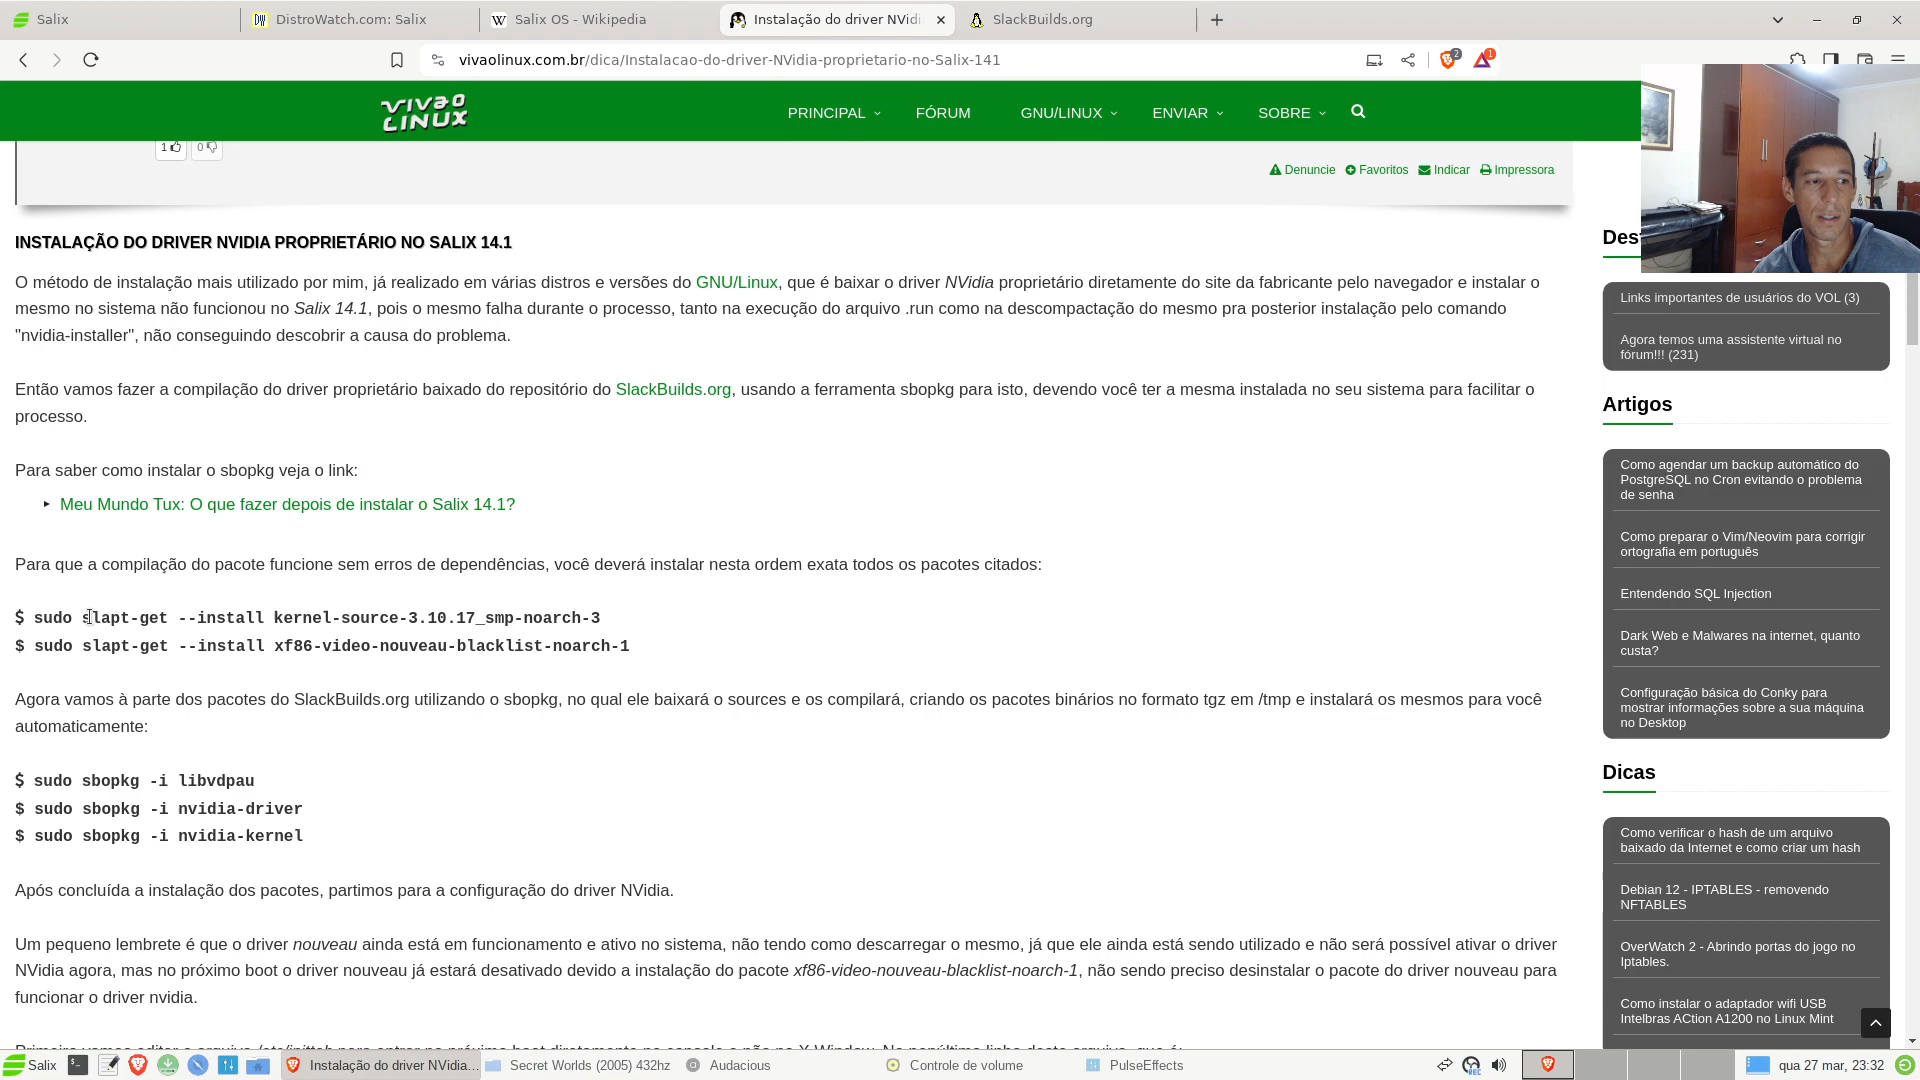 Salix
DistroWatch.com: Salix
Salix OS - Wikipedia
Instalação do driver NVidi
SlackBuilds.org
vivaolinux.com.br/dica/Instalacao-do-driver-NVidia-proprietario-no-Salix-141
2
1
VIVAO
LINUX
PRINCIPAL
FÓRUM
GNU/LINUX
ENVIAR
SOBRE
1
0
Denuncie
Favoritos
Indicar
Impressora
INSTALAÇÃO DO DRIVER NVIDIA PROPRIETÁRIO NO SALIX 14.1
O método de instalação mais utilizado por mim, já realizado em várias distros e versões do GNU/Linux, que é baixar o driver NVidia proprietário diretamente do site da fabricante pelo navegador e instalar o
mesmo no sistema não funcionou no Salix 14.1, pois o mesmo falha durante o processo, tanto na execução do arquivo .run como na descompactação do mesmo pra posterior instalação pelo comando
"nvidia-installer", não conseguindo descobrir a causa do problema.
Então vamos fazer a compilação do driver proprietário baixado do repositório do SlackBuilds.org, usando a ferramenta sbopkg para isto, devendo você ter a mesma instalada no seu sistema para facilitar o
processo.
Para saber como instalar o sbopkg veja o link:
Meu Mundo Tux: O que fazer depois de instalar o Salix 14.1?
Para que a compilação do pacote funcione sem erros de dependências, você deverá instalar nesta ordem exata todos os pacotes citados:
$ sudo slapt-get --install kernel-source-3.10.17_smp-noarch-3
$ sudo slapt-get --install xf86-video-nouveau-blacklist-noarch-1
Agora vamos à parte dos pacotes do SlackBuilds.org utilizando o sbopkg, no qual ele baixará o sources e os compilará, criando os pacotes binários no formato tgz em /tmp e instalará os mesmos para você
automaticamente:
$ sudo sbopkg -i libvdpau
$ sudo sbopkg -i nvidia-driver
$ sudo sbopkg -i nvidia-kernel
Após concluída a instalação dos pacotes, partimos para a configuração do driver NVidia.
Um pequeno lembrete é que o driver nouveau ainda está em funcionamento e ativo no sistema, não tendo como descarregar o mesmo, já que ele ainda está sendo utilizado e não será possível ativar o driver
NVidia agora, mas no próximo boot o driver nouveau já estará desativado devido a instalação do pacote xf86-video-nouveau-blacklist-noarch-1, não sendo preciso desinstalar o pacote do driver nouveau para
funcionar o driver nvidia.
Des
Links importantes de usuários do VOL (3)
Agora temos uma assistente virtual no
fórum!!! (231)
Artigos
Como agendar um backup automático do
PostgreSQL no Cron evitando o problema
de senha
Como preparar o Vim/Neovim para corrigir
ortografia em português
Entendendo SQL Injection
Dark Web e Malwares na internet, quanto
custa?
Configuração básica do Conky para
mostrar informações sobre a sua máquina
no Desktop
Dicas
Como verificar o hash de um arquivo
baixado da Internet e como criar um hash
Debian 12 - IPTABLES - removendo
NFTABLES
OverWatch 2 - Abrindo portas do jogo no
Iptables.
Como instalar o adaptador wifi USB
Intelbras ACtion A1200 no Linux Mint
Salix
Instalação do driver NVidia...
Secret Worlds (2005) 432hz
Audacious
Controle de volume
PulseEffects
REC
qua 27 mar, 23:32